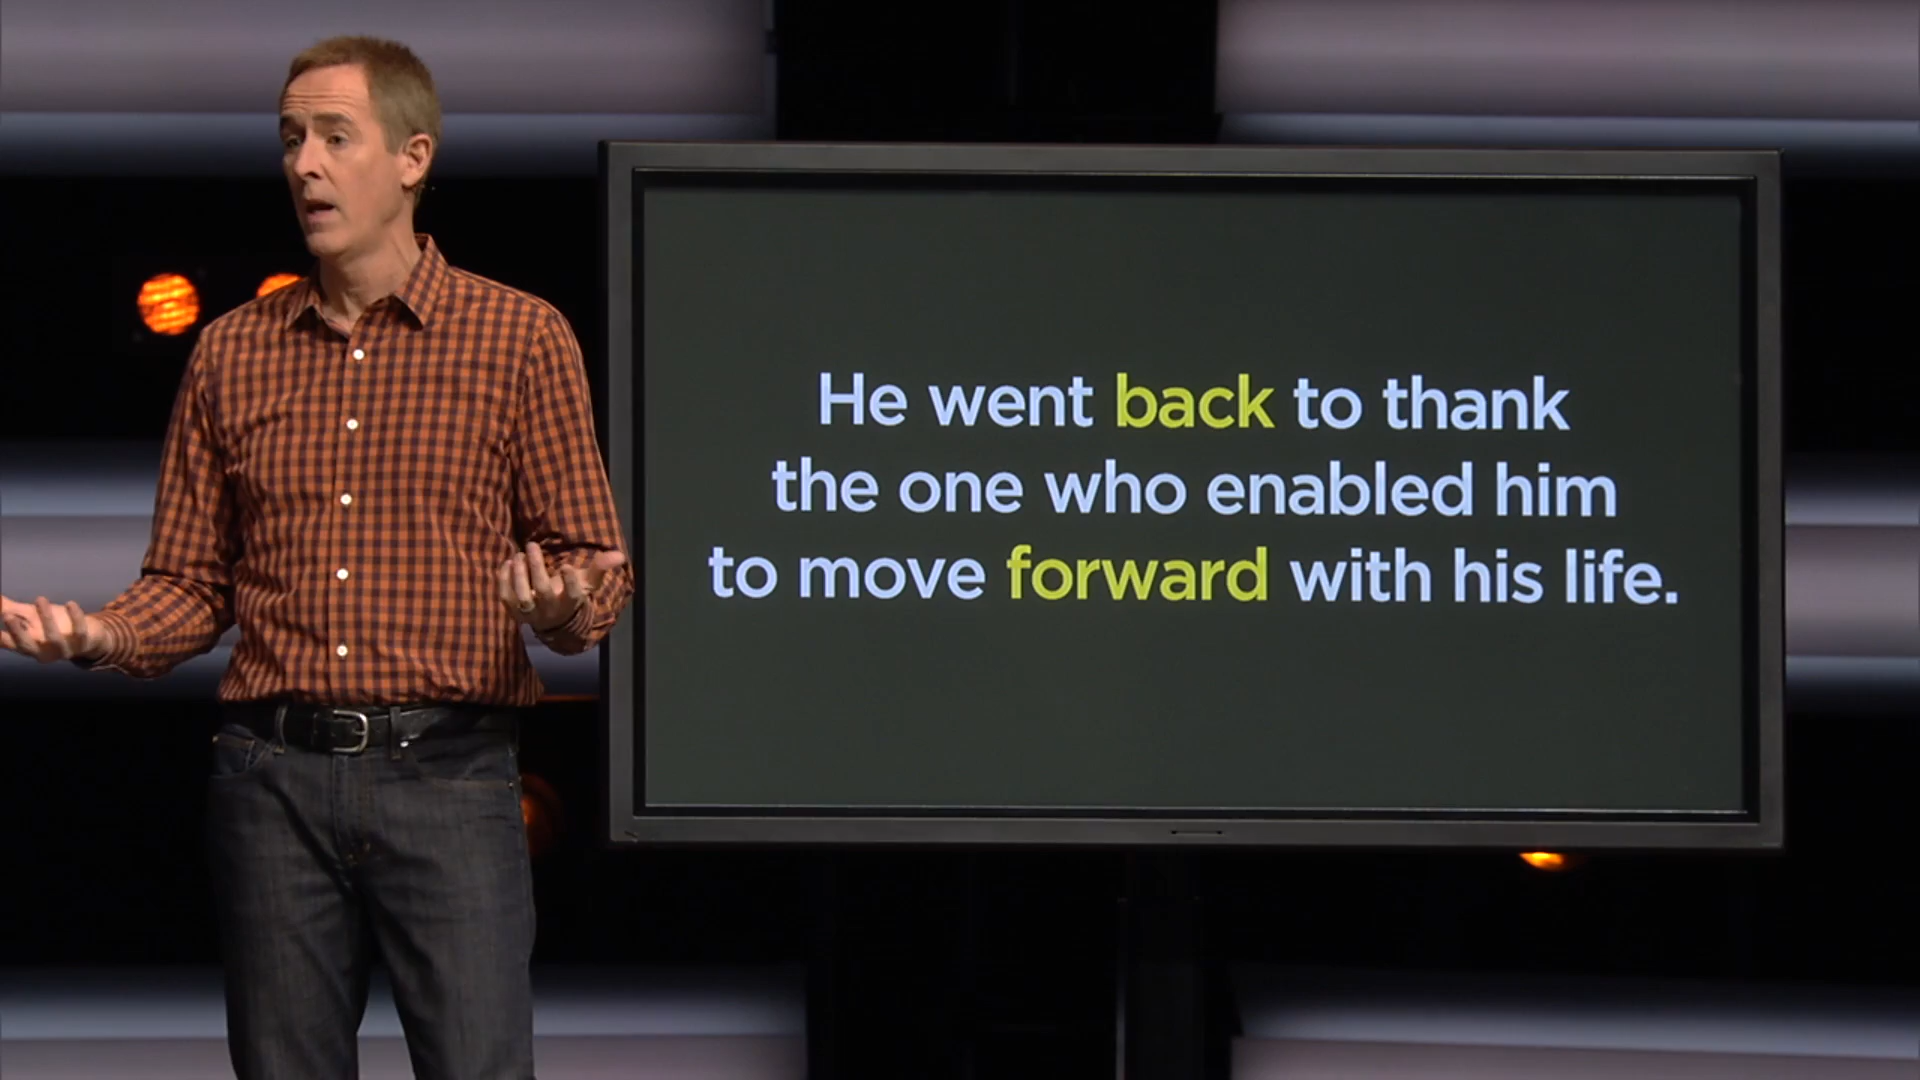 He went back to thank
the one who enabled him
to move forward with his life.